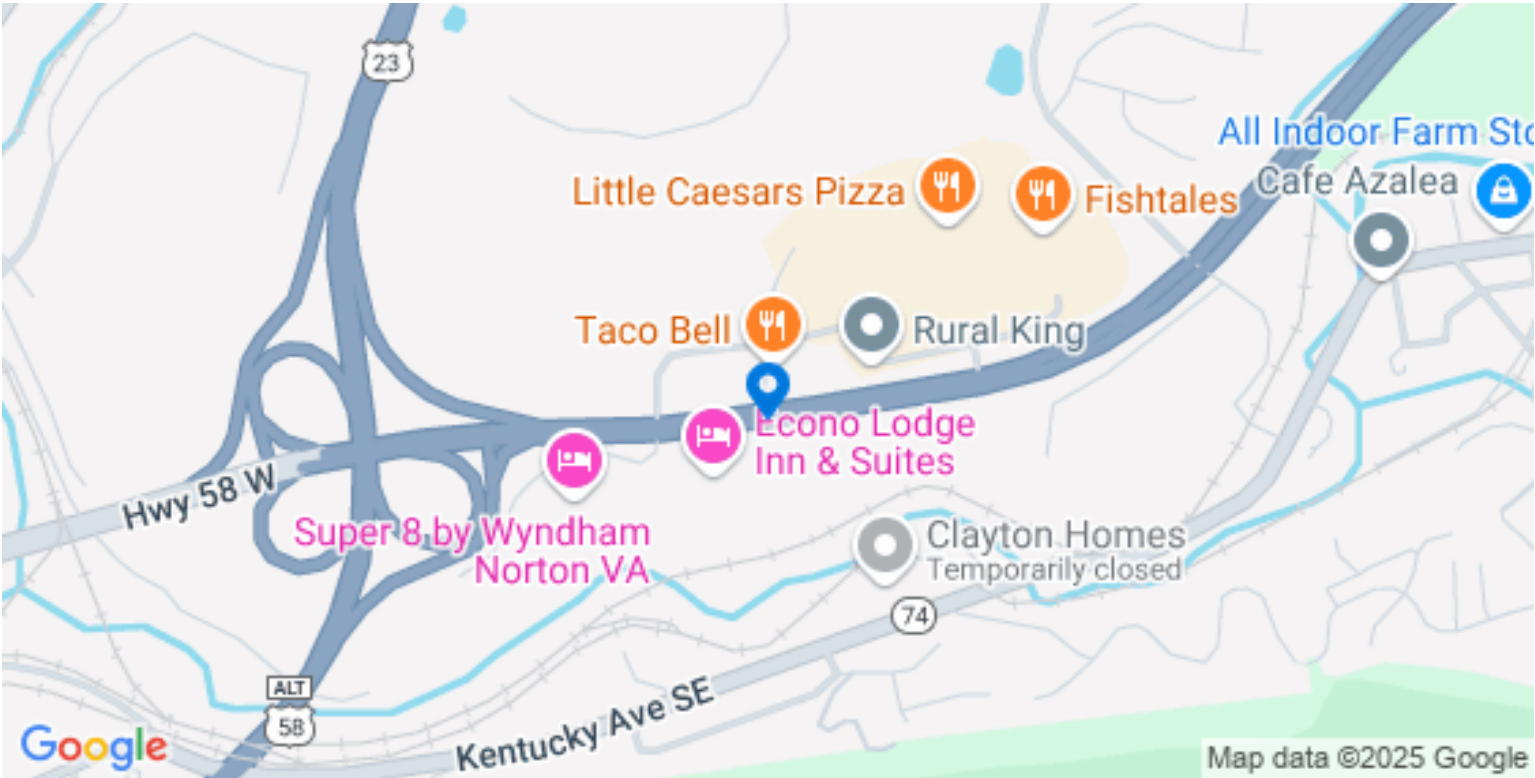 23
All Indoor Farm Sto
Cafe Azalea
Little Caesars Pizza
Fishtales
Taco Bell
Rural King
Econo Lodge
Inn & Suites
Hwy 58 W
Super 8 by Wyndham
Norton VA
Clayton Homes
Temporarily closed
74
ALT
58
Kentucky Ave SE
Google
Map data ©2025 Google